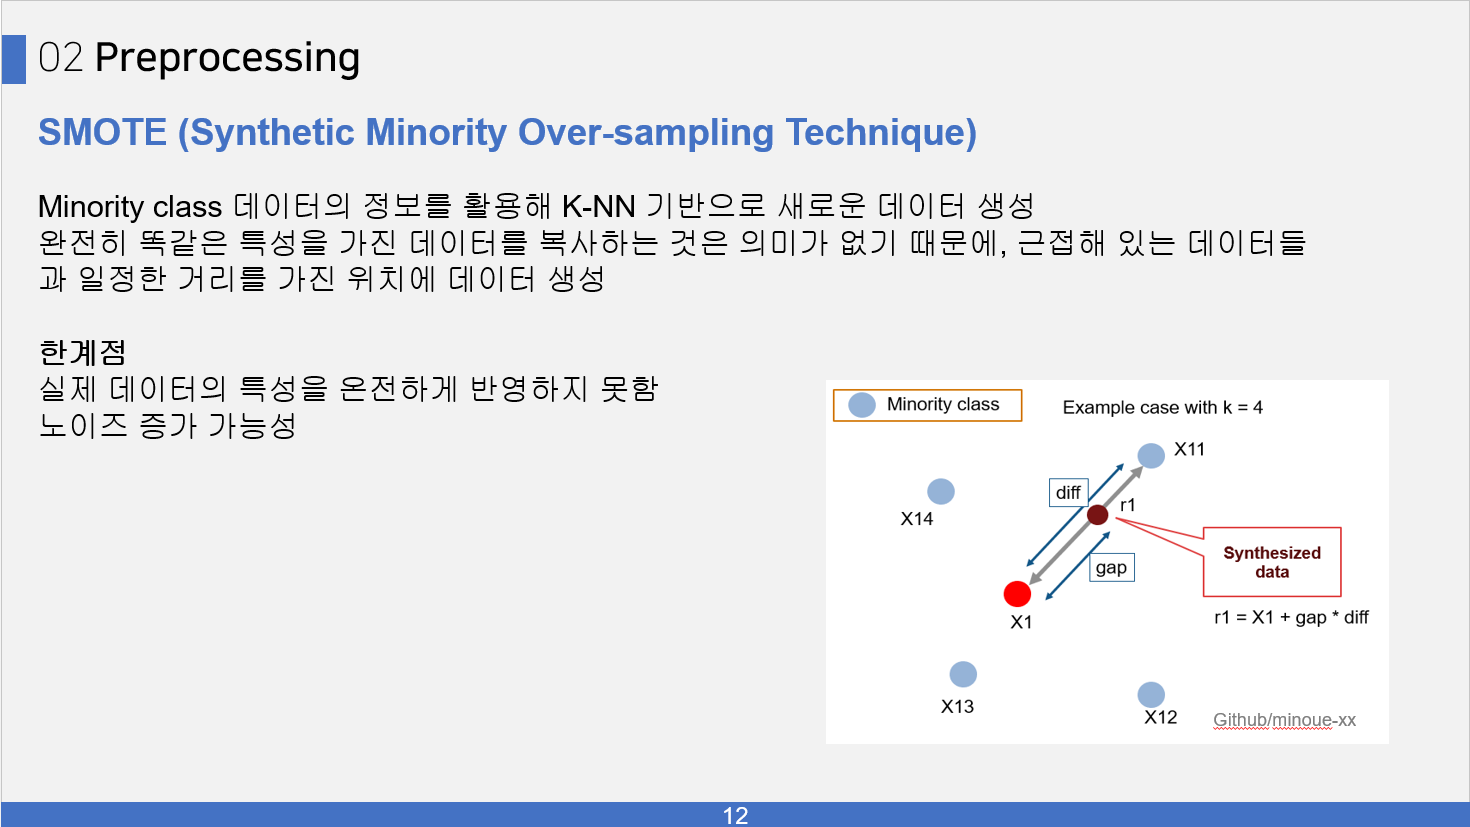 02 Preprocessing
SMOTE (Synthetic Minority Over-sampling Technique)
Minority class 데이터의 정보를 활용해 K-NN 기반으로 새로운 데이터 생성
완전히 똑같은 특성을 가진 데이터를 복사하는 것은 의미가 없기 때문에, 근접해 있는 데이터들
과 일정한 거리를 가진 위치에 데이터 생성
한계점
실제 데이터의 특성을 온전하게 반영하지 못함
노이즈 증가 가능성
Minority class
Example case with k = 4
X11
diff
r1
X14
Synthesized
data
gap
X1
r1 = X1 + gap * diff
X13
X12
Github/minoue-xx
12